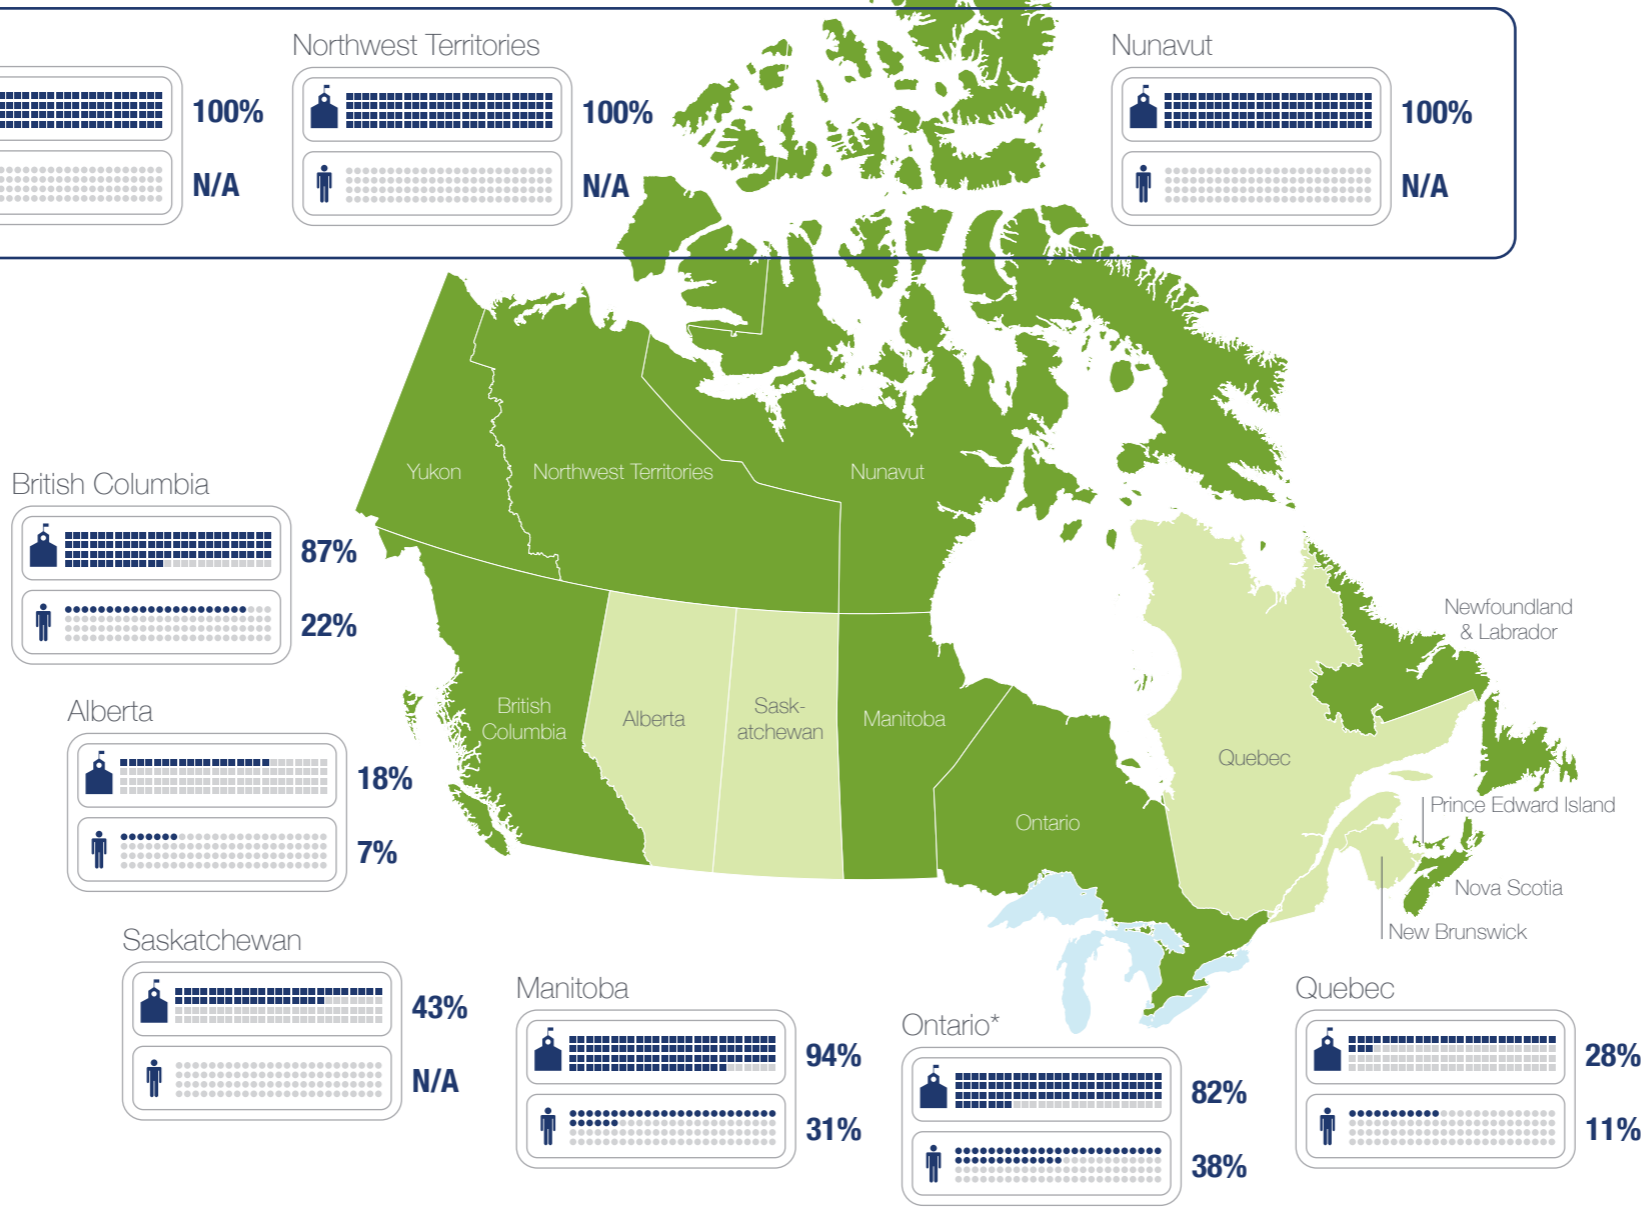 Northwest Territories
Nunavut
100%
N/A
100%
N/A
100%
N/A
Yukon
Northwest Territories
Nunavut
British Columbia
87%
22%
Newfoundland
& Labrador
Alberta
18%
7%
British
Columbia
Alberta
Sask-
atchewan
Manitoba
Quebec
Ontario
Prince Edward Island
Nova Scotia
New Brunswick
Saskatchewan
43%
N/A
Manitoba
94%
31%
Ontario*
82%
38%
Quebec
28%
11%